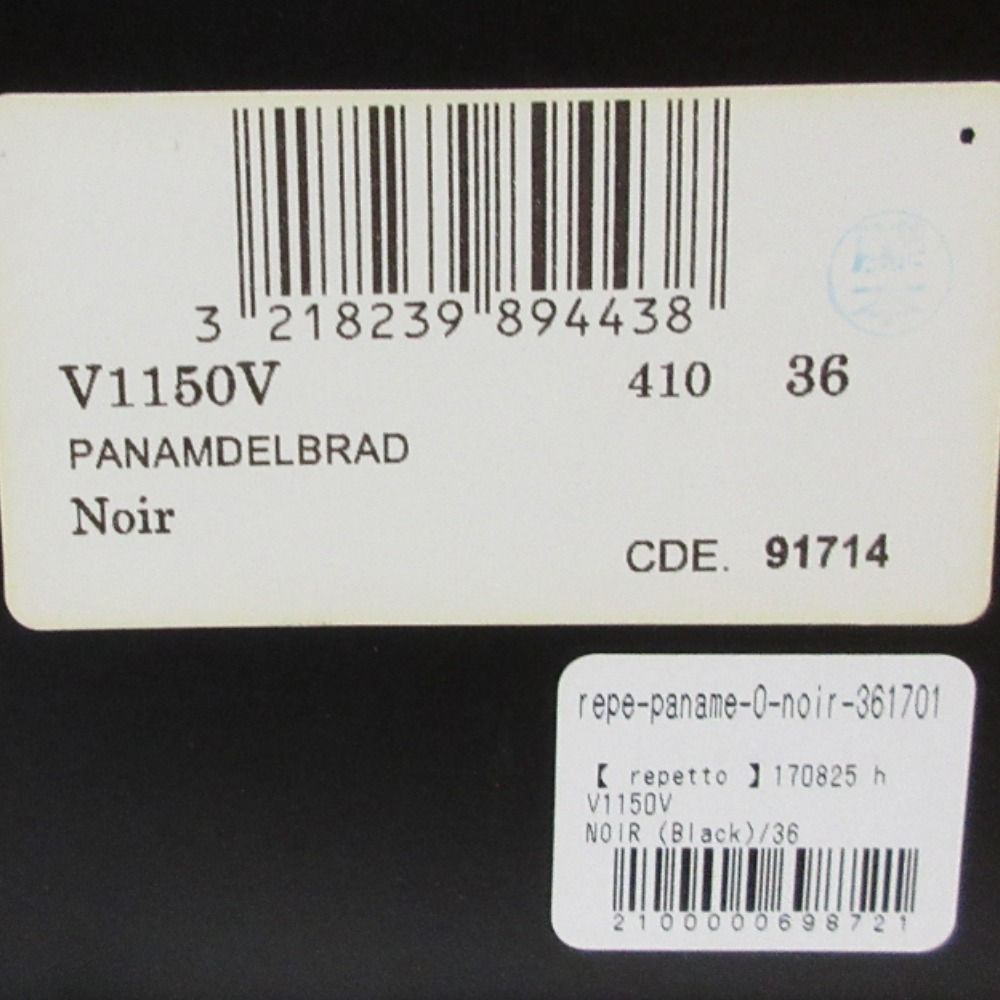 3 218239 894438
V1150V 410 36
PANAMDELBRAD
Noir
CDE. 91714
repe-paname-0-noir-361701
【 repetto 】170825 h
V1150V
NOIR (Black)/36
2100000698721